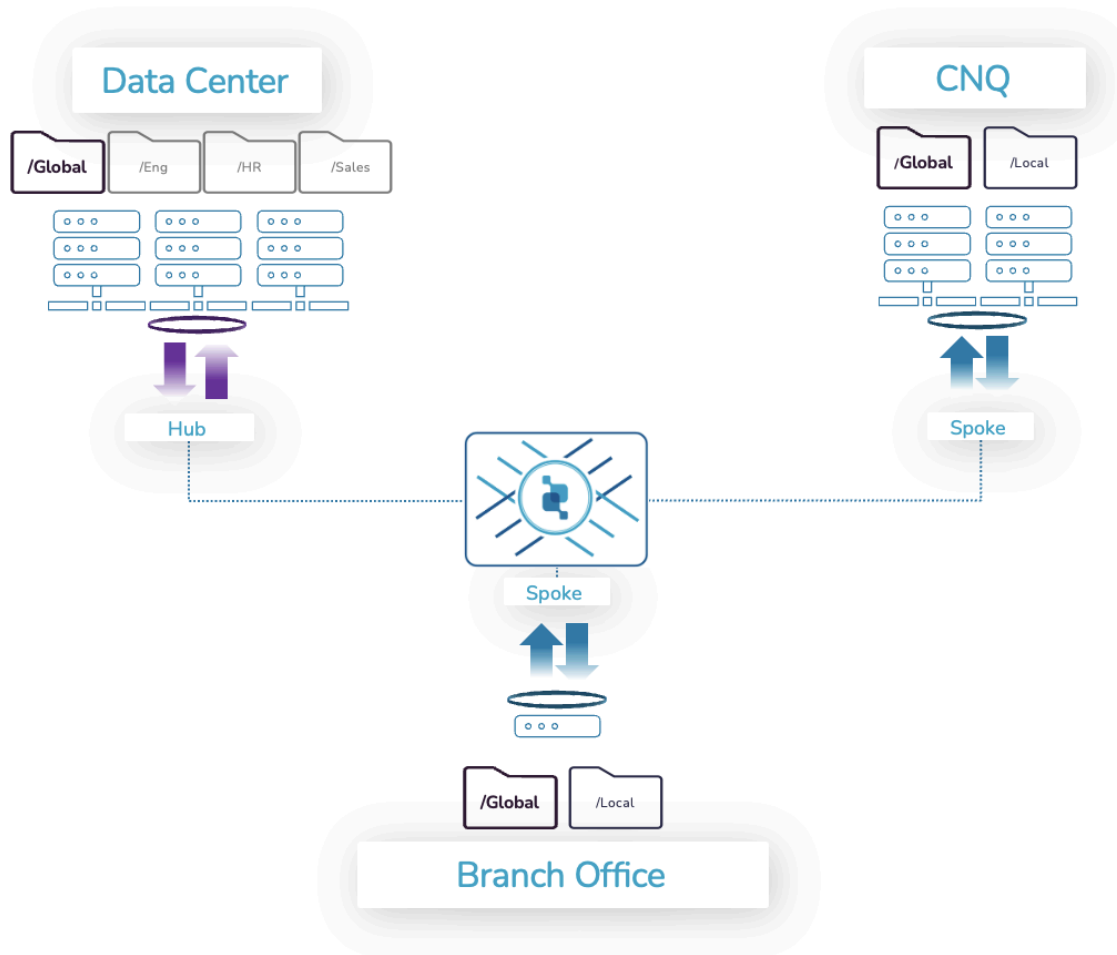 Data Center
CNQ
/Global
/Eng
/HR
/Sales
/Global
/Local
Hub
Spoke
Spoke
/Global
/Local
Branch Office